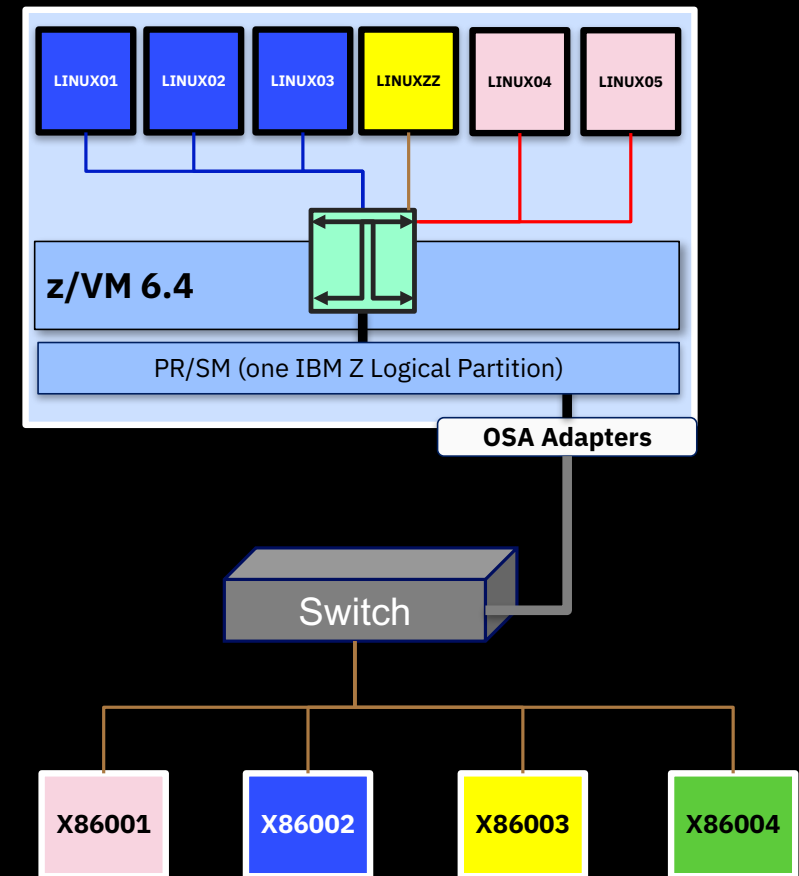 LINUX01
LINUX02
LINUX03
LINUXZZ
LINUX04
LINUX05
z/VM 6.4
PR/SM (one IBM Z Logical Partition)
OSA Adapters
Switch
X86001
X86002
X86003
X86004